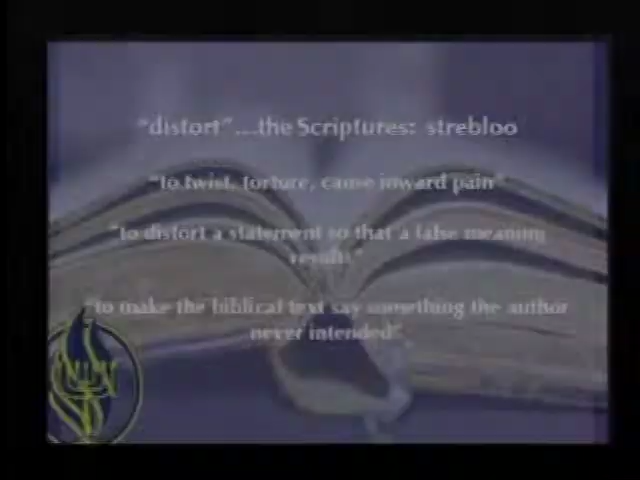 "distort"...the Scriptures: strebloo
"to twist, torture, cause inward pain"
"to distort a statement so that a false meaning
results"
"to make the biblical text say something the author
never intended"